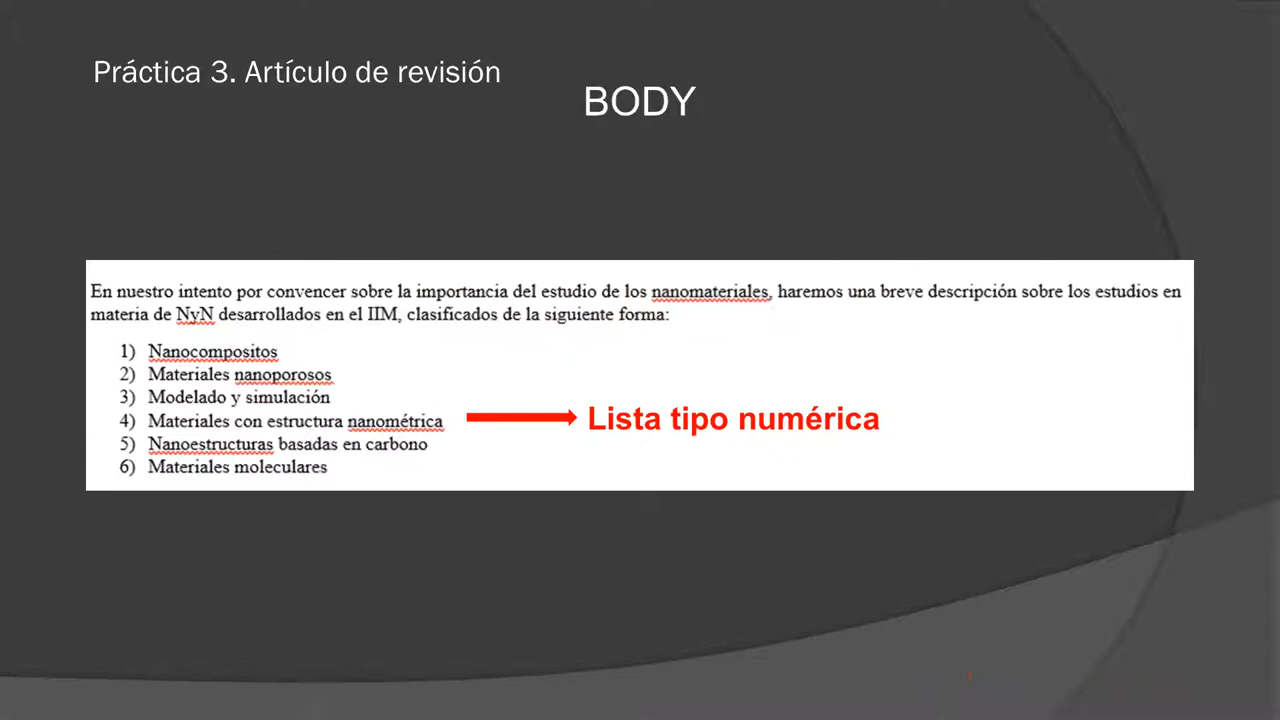 Práctica 3. Artículo de revisión
BODY
En nuestro intento por convencer sobre la importancia del estudio de los nanomateriales, haremos una breve descripción sobre los estudios en
materia de NyN desarrollados en el IIM, clasificados de la siguiente forma:
1) Nanocompositos
2) Materiales nanoporosos
3) Modelado y simulación
4) Materiales con estructura nanométrica
Lista tipo numérica
5) Nanoestructuras basadas en carbono
6) Materiales moleculares